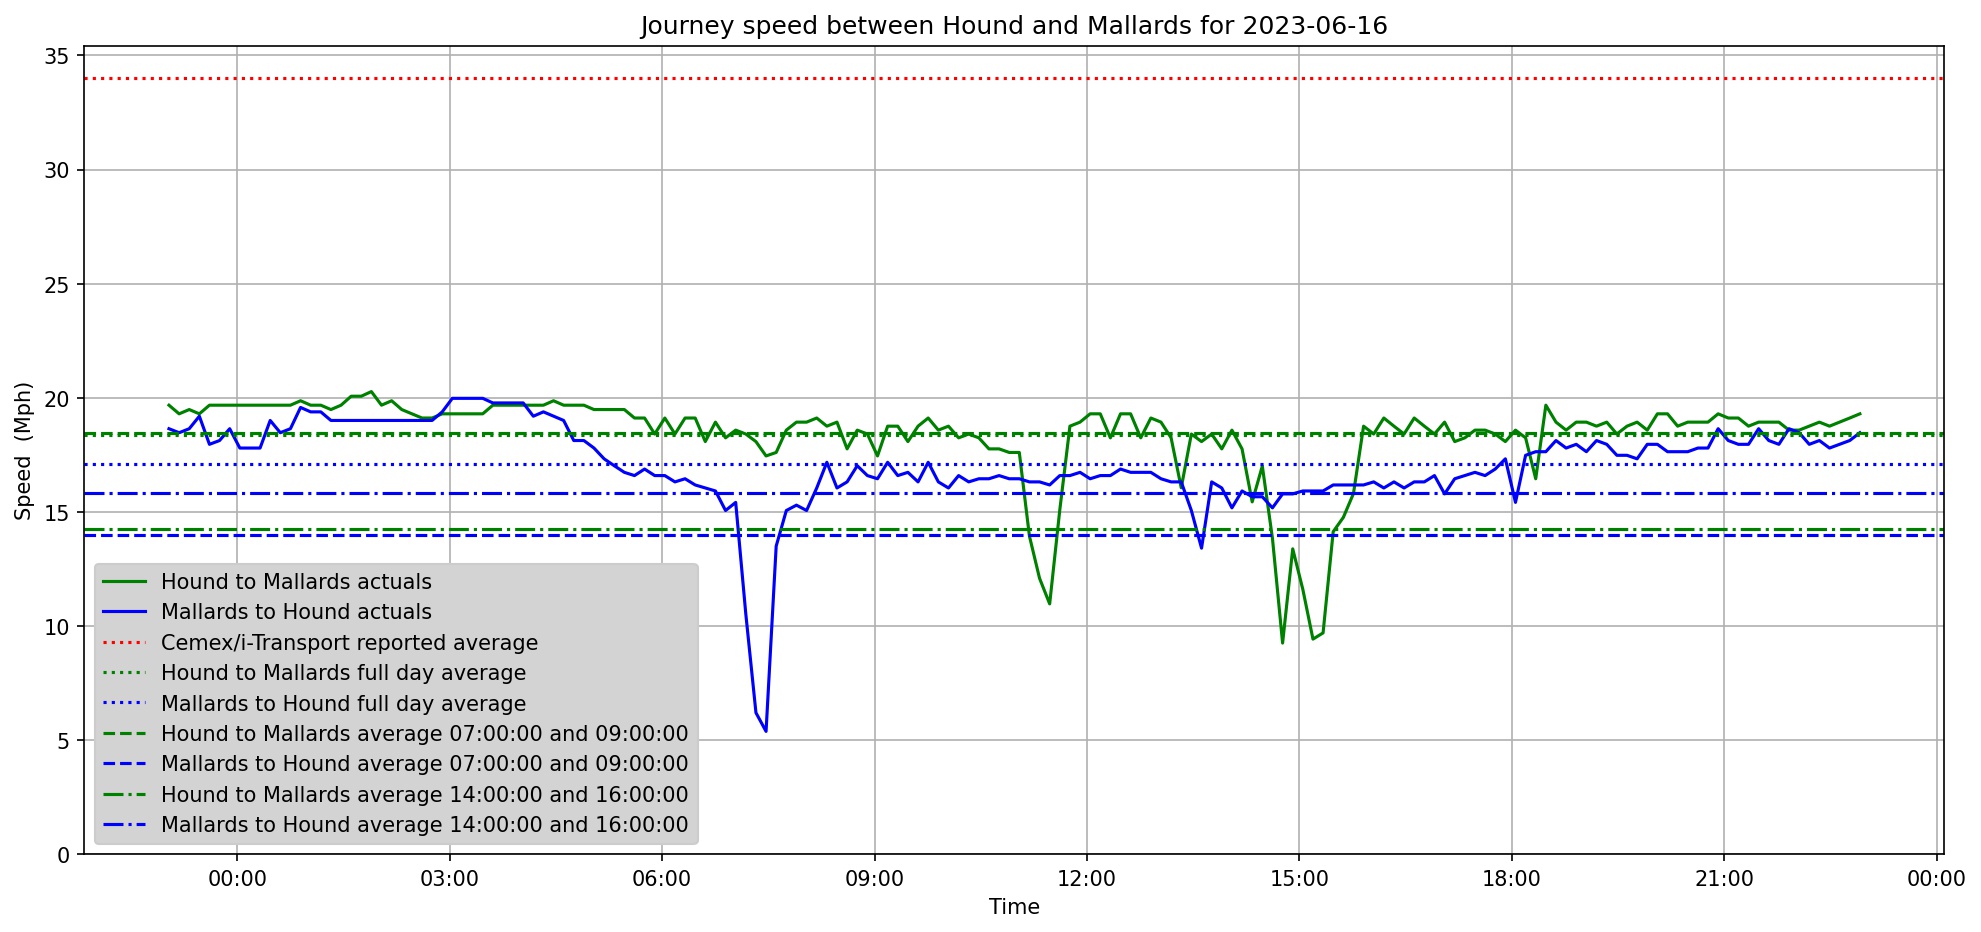 Journey speed between Hound and Mallards for 2023-06-16
35
30
25
20
15
10
5
0
Speed  (Mph)
Hound to Mallards actuals
Mallards to Hound actuals
Cemex/i-Transport reported average
Hound to Mallards full day average
Mallards to Hound full day average
Hound to Mallards average 07:00:00 and 09:00:00
Mallards to Hound average 07:00:00 and 09:00:00
Hound to Mallards average 14:00:00 and 16:00:00
Mallards to Hound average 14:00:00 and 16:00:00
00:00 03:00 06:00 09:00 12:00 15:00 18:00 21:00 00:00
Time